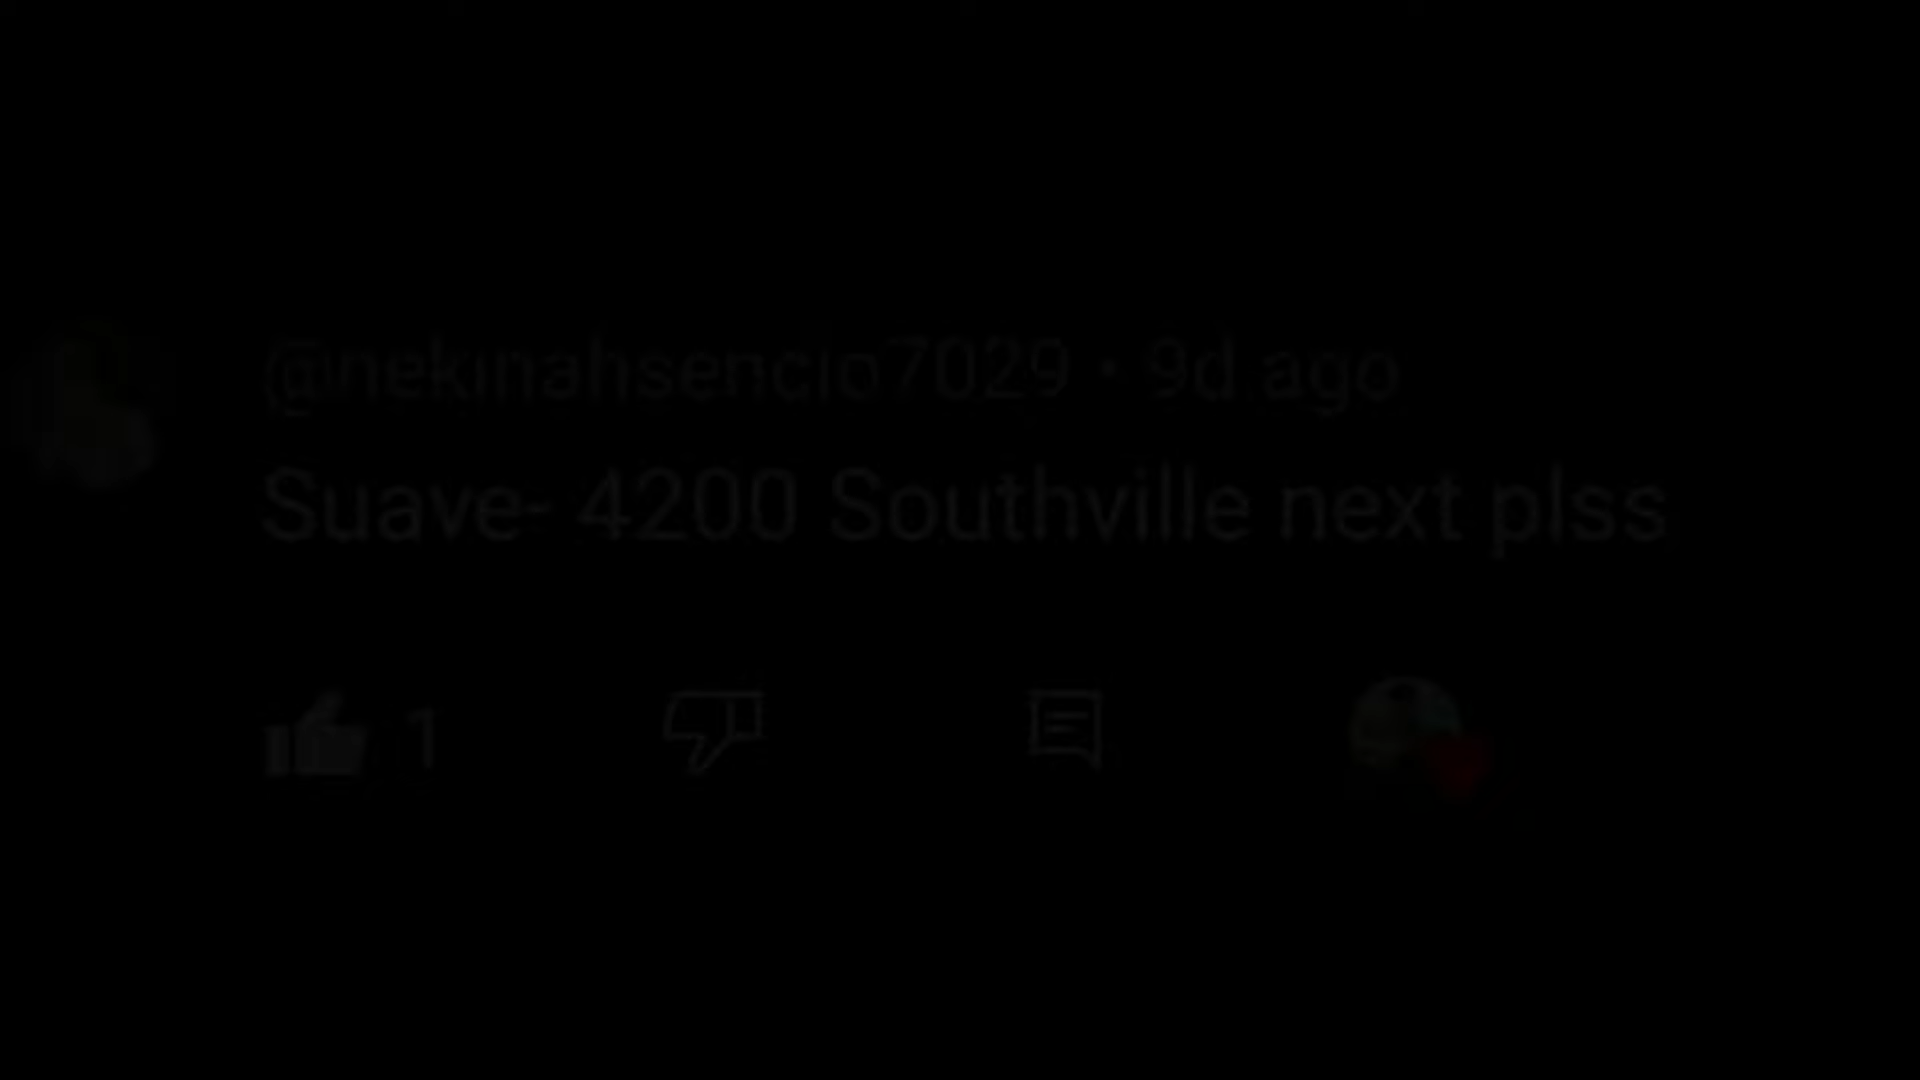 @nekinahsencio7029 • 9d ago
Suave- 4200 Southville next plss
1